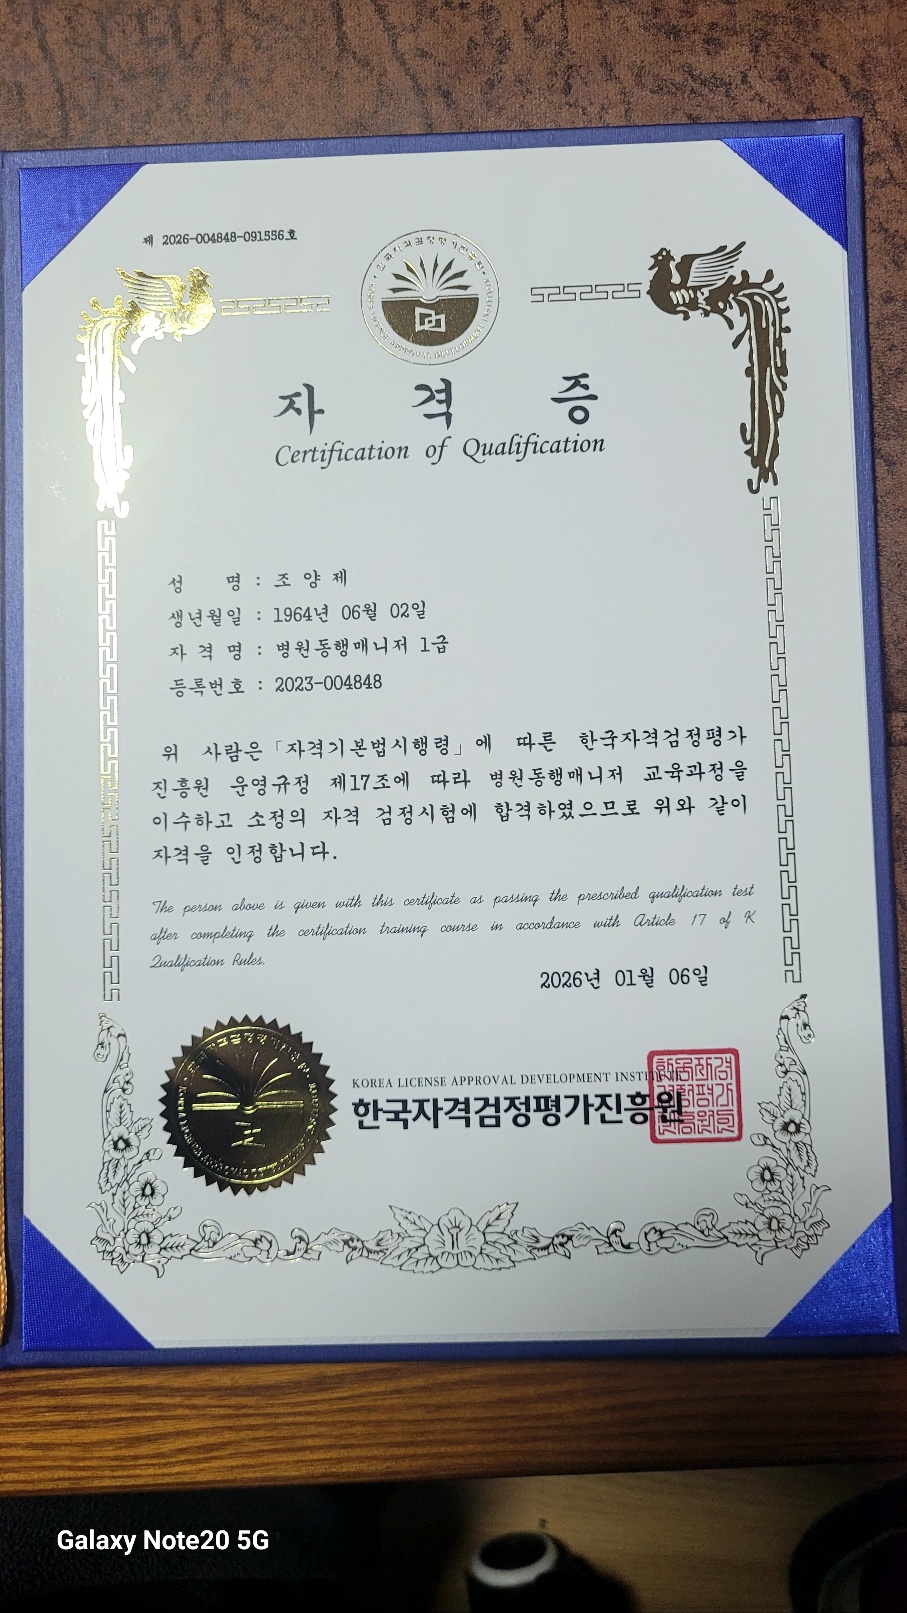 제 2026-004848-091556호
자 격 증
Certification of Qualification
성 명 : 조 양 제
생년월일 : 1964년 06월 02일
자 격 명 : 병원동행매니저 1급
등록번호 : 2023-004848
위 사람은「자격기본법시행령」에 따른 한국자격검정평가
진흥원 운영규정 제17조에 따라 병원동행매니저 교육과정을
이수하고 소정의 자격 검정시험에 합격하였으므로 위와 같이
자격을 인정합니다.
The person above is given with this certificate as passing the prescribed qualification test
after completing the certification training course in accordance with Article 17 of K
Qualification Rules.
2026년 01월 06일
KOREA LICENSE APPROVAL DEVELOPMENT
한국자격검정평가진흥원
Galaxy Note20 5G